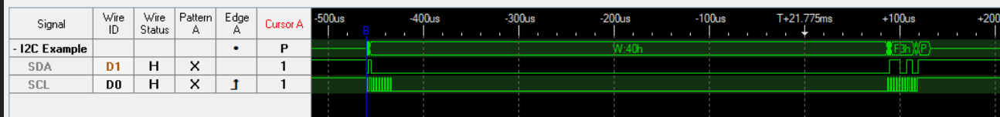 Signal Wire ID Wire Status Pattern A Edge A Cursor A -500us -400us -300us -200us -100us T+21.775ms +100us +200
B
- I2C Example • P W:40h F3h P
SDA D1 H X 1
SCL D0 H X 1